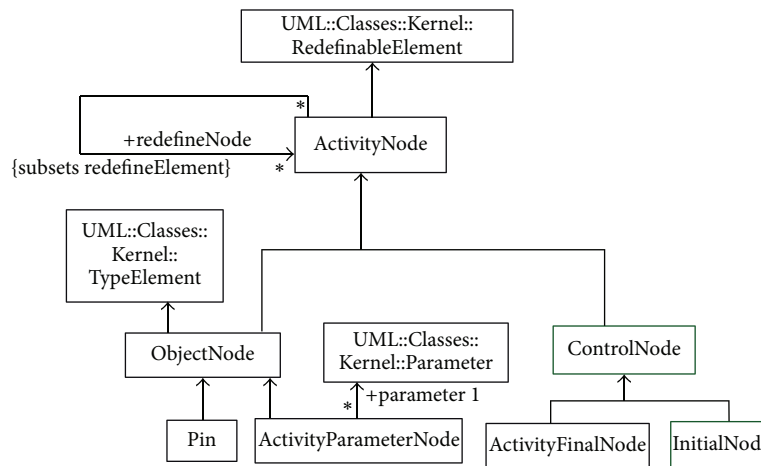 UML::Classes::Kernel::
RedefinableElement
*
+redefineNode
ActivityNode
{subsets redefineElement}
*
UML::Classes::
Kernel::
TypeElement
ObjectNode
UML::Classes::
Kernel::Parameter
ControlNode
*
+parameter 1
Pin
ActivityParameterNode
ActivityFinalNode
InitialNod